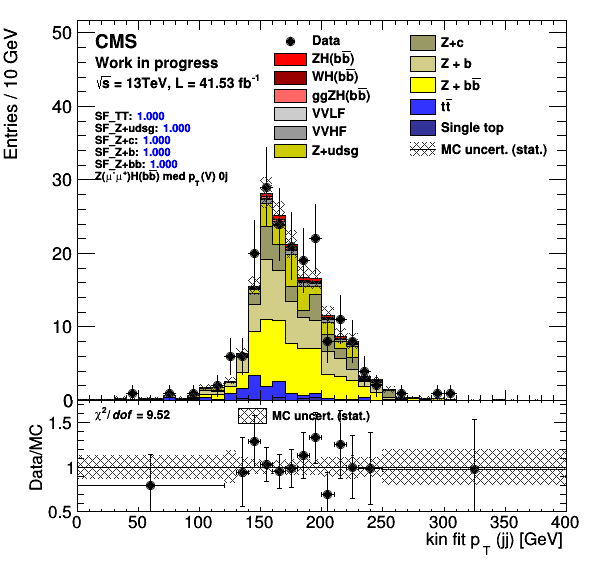 CMS
Work in progress
√s = 13TeV, L = 41.53 fb⁻¹
SF_TT: 1.000
SF_Z+udsg: 1.000
SF_Z+c: 1.000
SF_Z+b: 1.000
SF_Z+bb: 1.000
Z(μ⁻μ⁺)H(bb̅) med p_T(V) 0j
Data
ZH(bb̅)
WH(bb̅)
ggZH(bb̅)
VVLF
VVHF
Z+udsg
Z+c
Z + b
Z + bb̅
tt̅
Single top
MC uncert. (stat.)
Entries / 10 GeV
50
40
30
20
10
0
χ²/dof = 9.52
MC uncert. (stat.)
Data/MC
1.5
1
0.5
0 50 100 150 200 250 300 350 400
kin fit p_T (jj) [GeV]